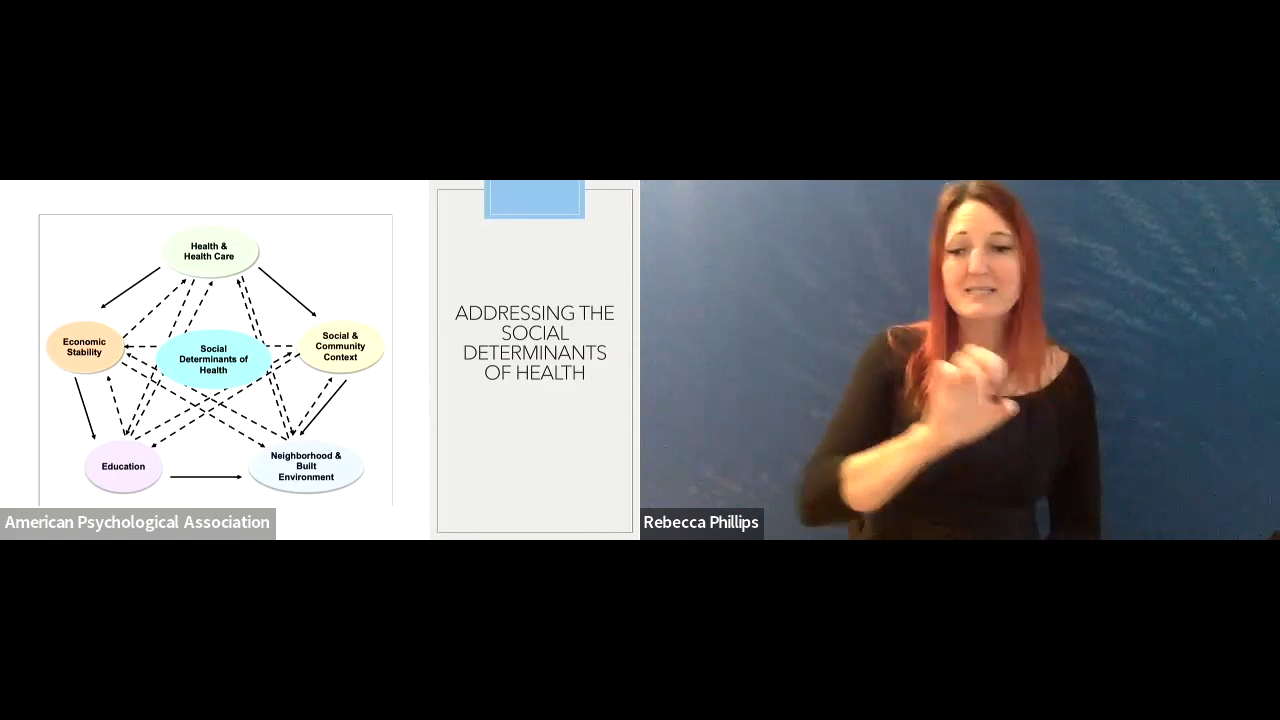 Health &
Health Care
Economic
Stability
Social
Determinants of
Health
Social &
Community
Context
Education
Neighborhood &
Built
Environment
ADDRESSING THE
SOCIAL
DETERMINANTS
OF HEALTH
American Psychological Association
Rebecca Phillips